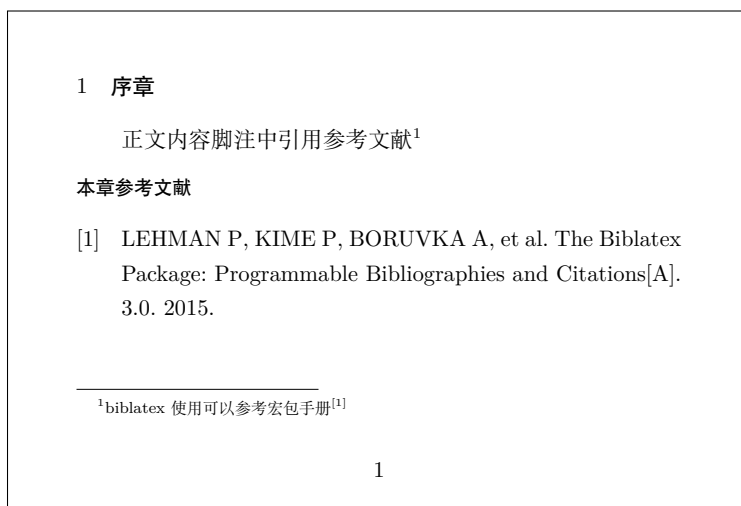 1 序章
正文内容脚注中引用参考文献1
本章参考文献
[1] LEHMAN P, KIME P, BORUVKA A, et al. The Biblatex
Package: Programmable Bibliographies and Citations[A].
3.0. 2015.
1biblatex 使用可以参考宏包手册[1]
1